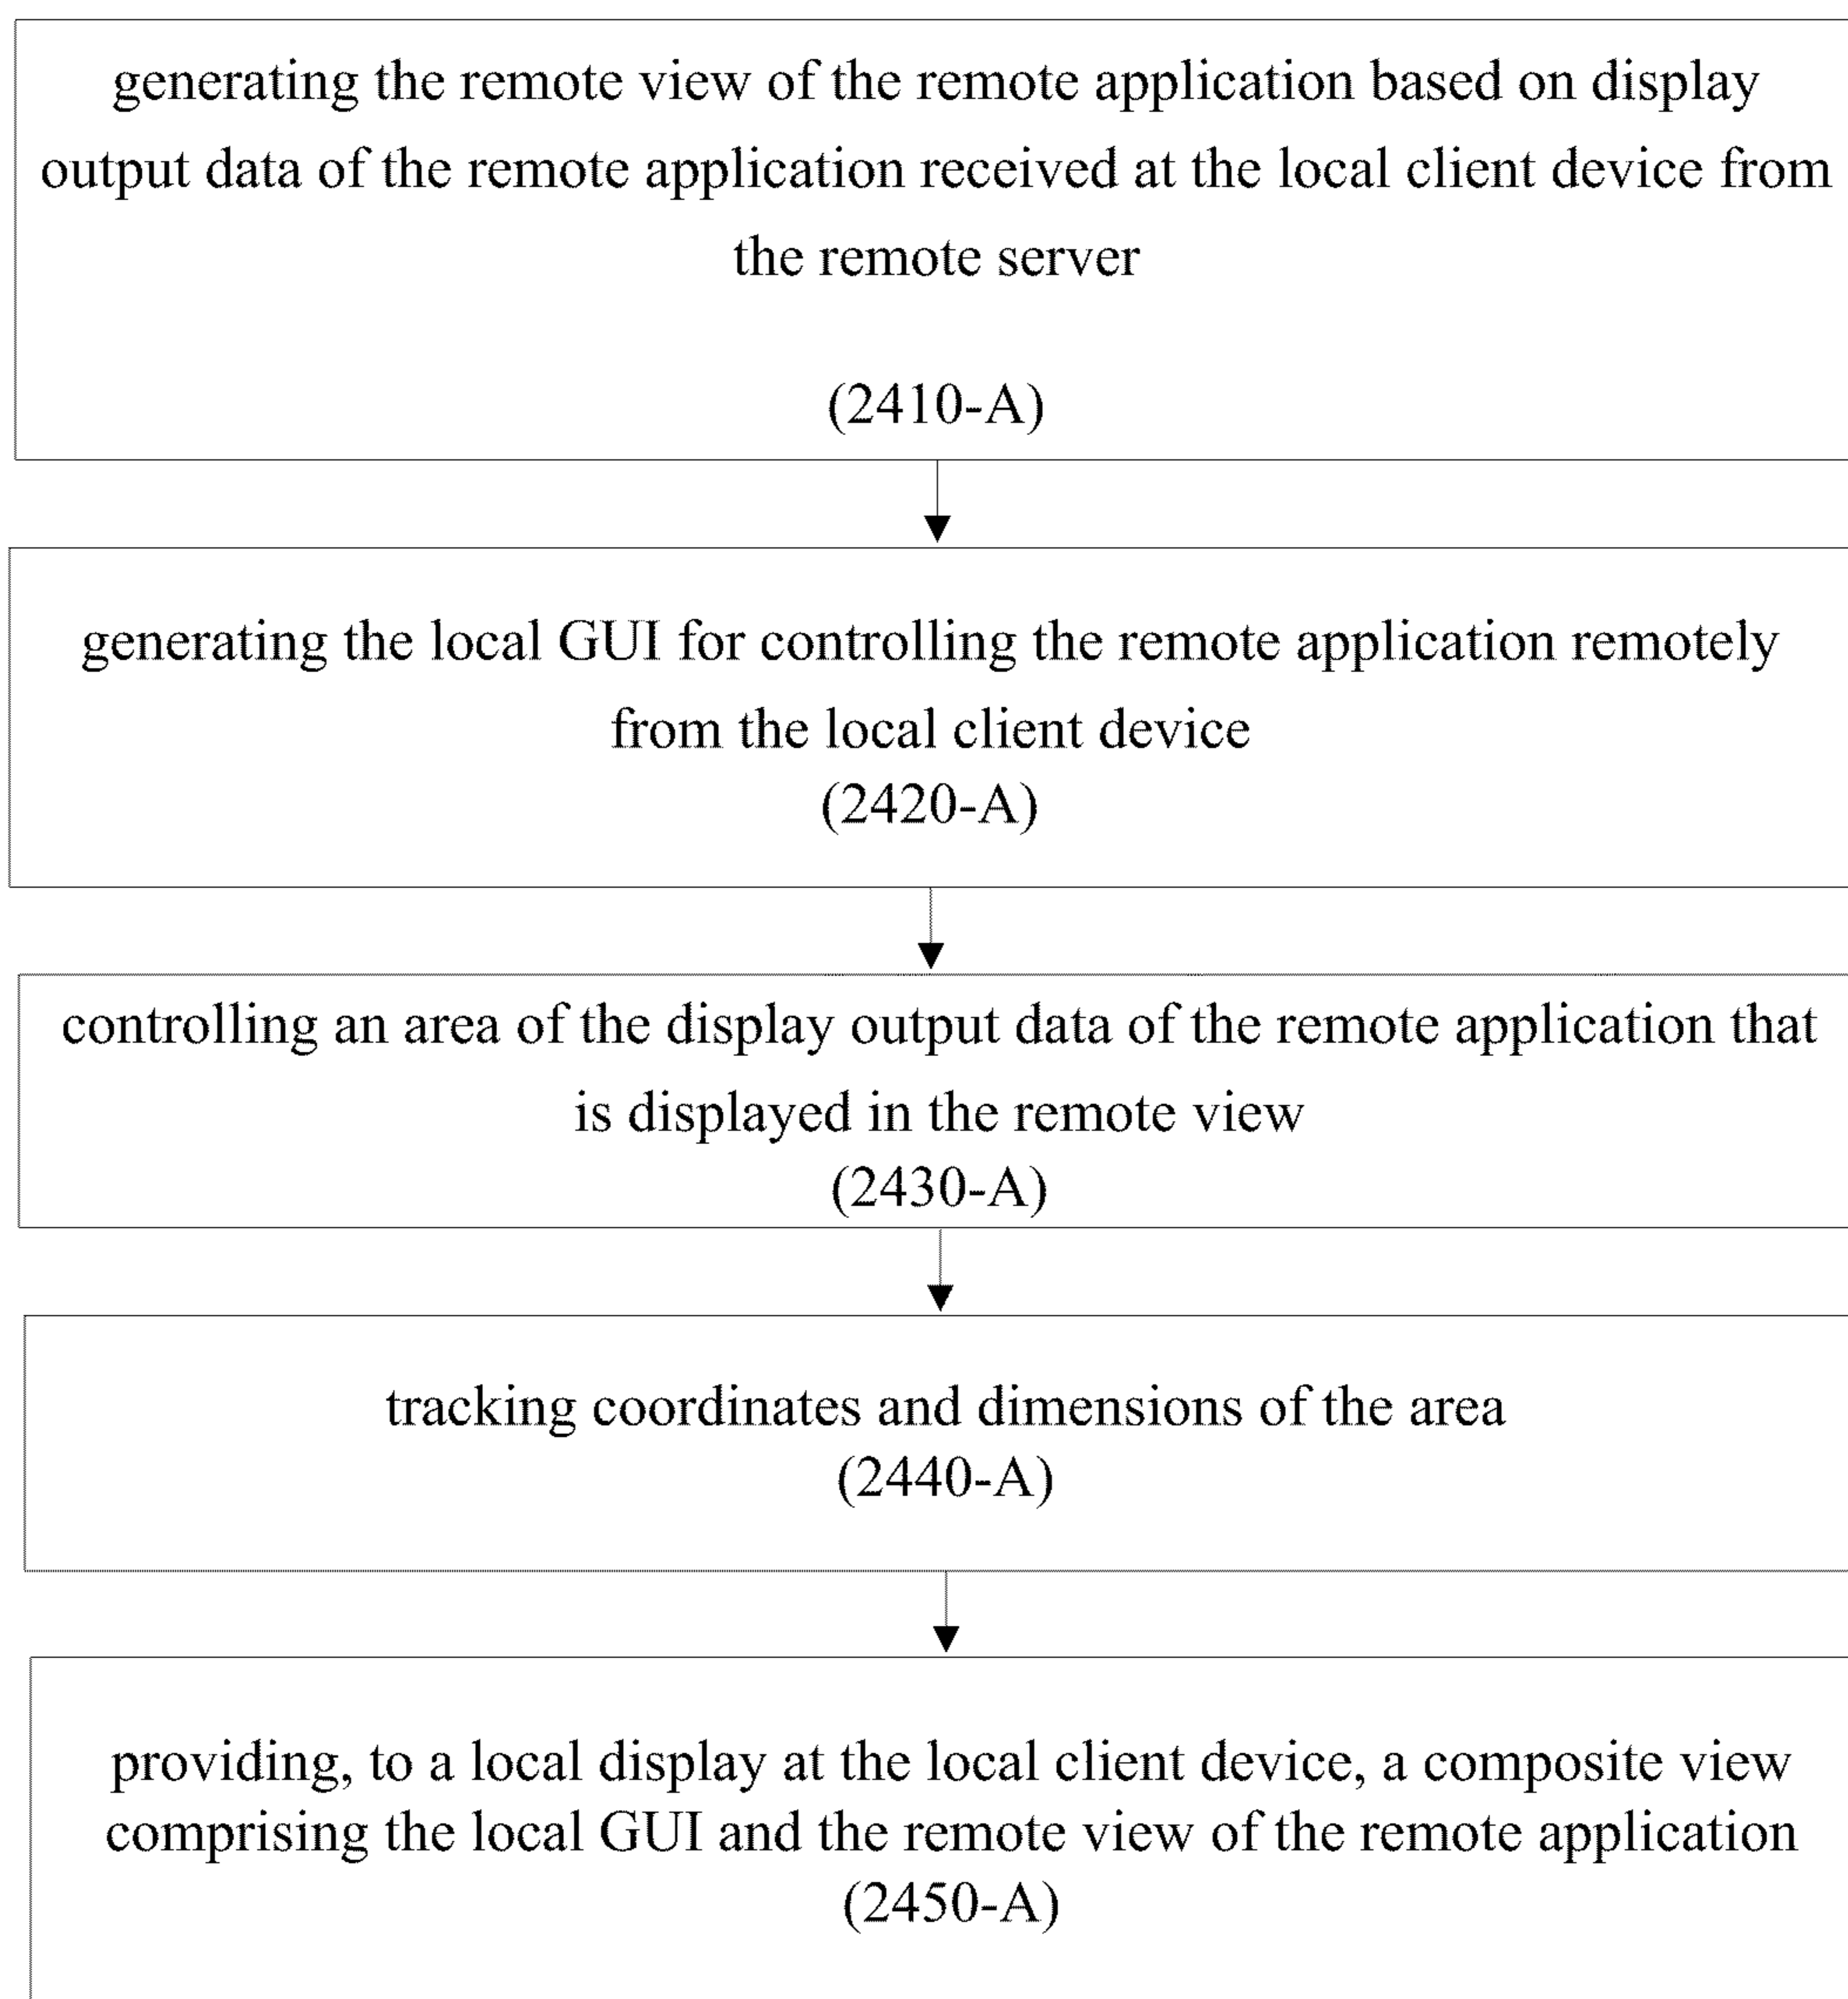 generating the remote view of the remote application based on display
output data of the remote application received at the local client device from
the remote server
(2410-A)
generating the local GUI for controlling the remote application remotely
from the local client device
(2420-A)
controlling an area of the display output data of the remote application that
is displayed in the remote view
(2430-A)
tracking coordinates and dimensions of the area
(2440-A)
providing, to a local display at the local client device, a composite view
comprising the local GUI and the remote view of the remote application
(2450-A)